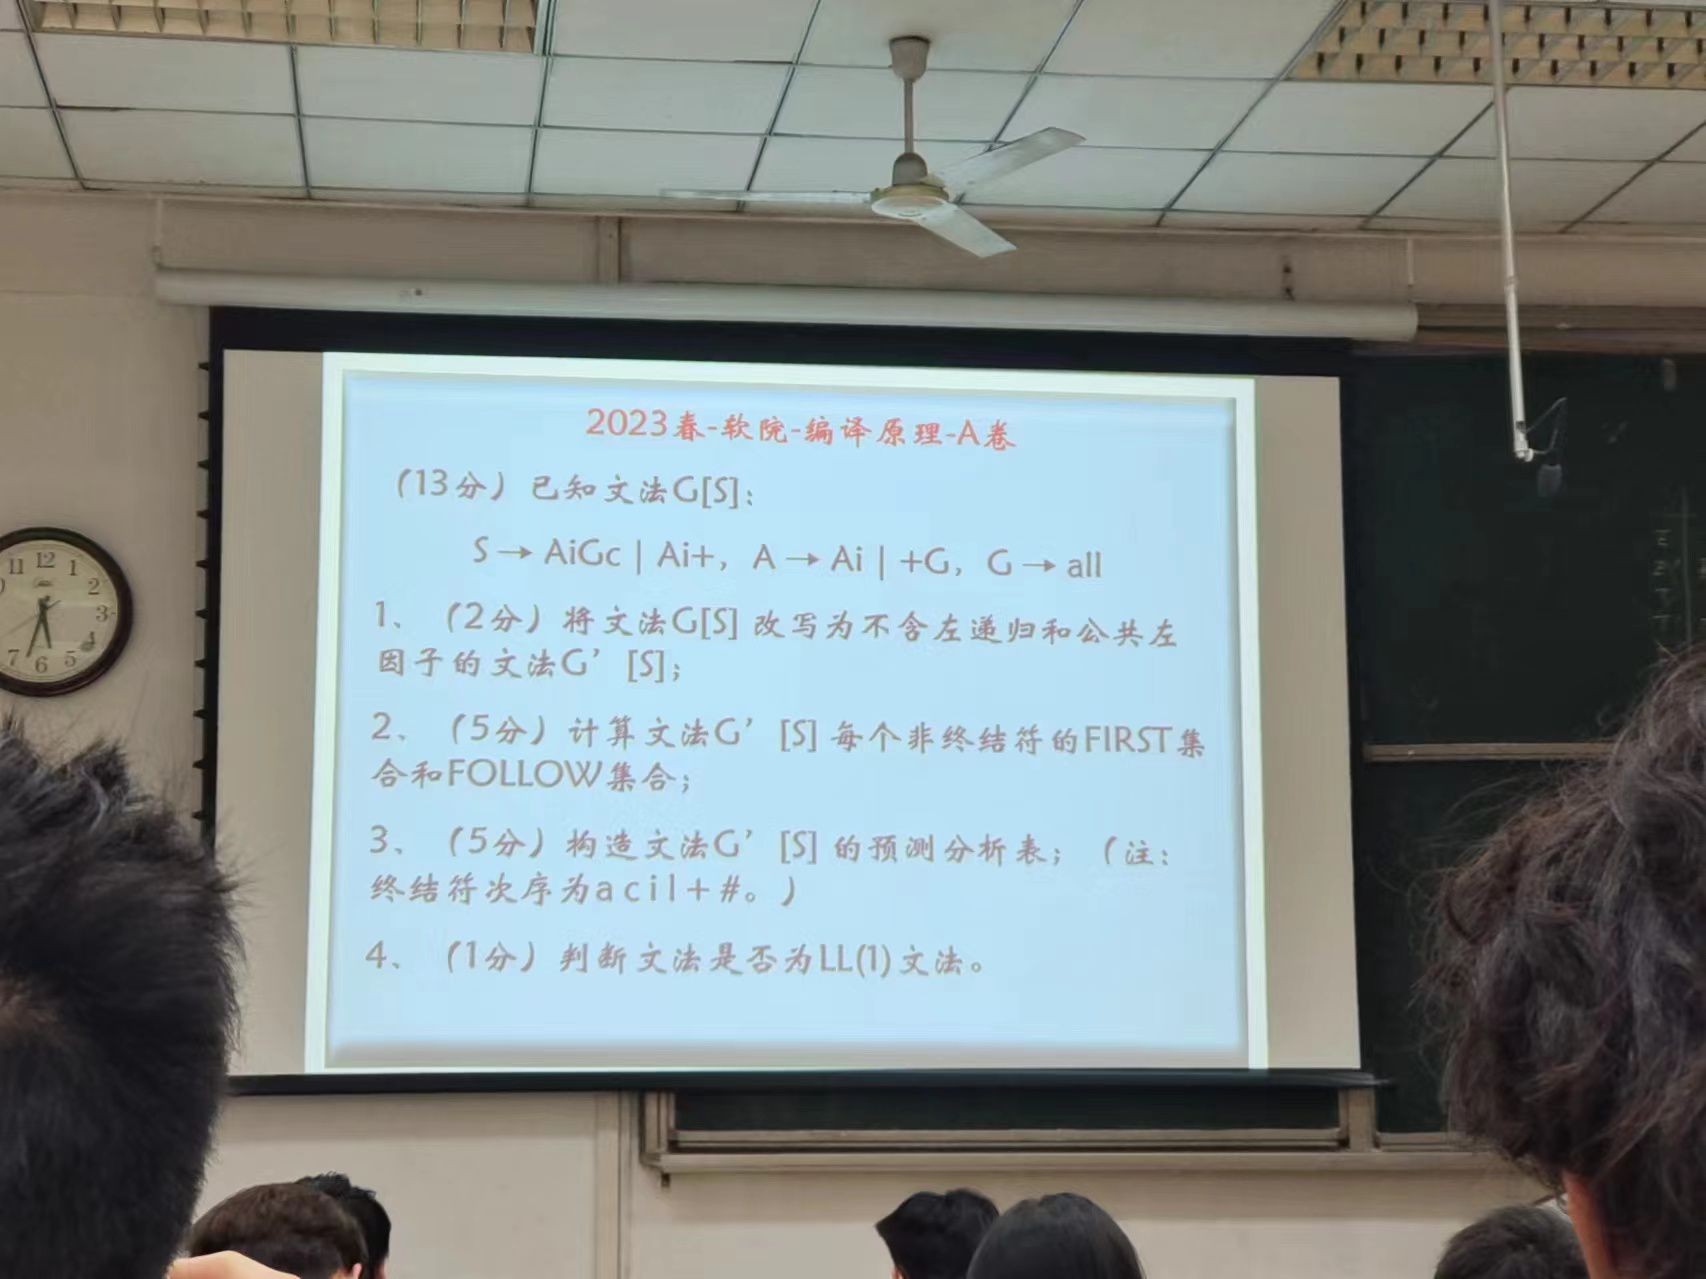 2023春-软院-编译原理-A卷
（13分）已知文法G[S]：
S → AiGc | Ai+， A → Ai | +G， G → all
1、（2分）将文法G[S] 改写为不含左递归和公共左
因子的文法G’[S]；
2、（5分）计算文法G’[S] 每个非终结符的FIRST集
合和FOLLOW集合；
3、（5分）构造文法G’[S] 的预测分析表；（注：
终结符次序为a c i l + #。）
4、（1分）判断文法是否为LL(1)文法。
11 12 1
2
3
4
5
6
7